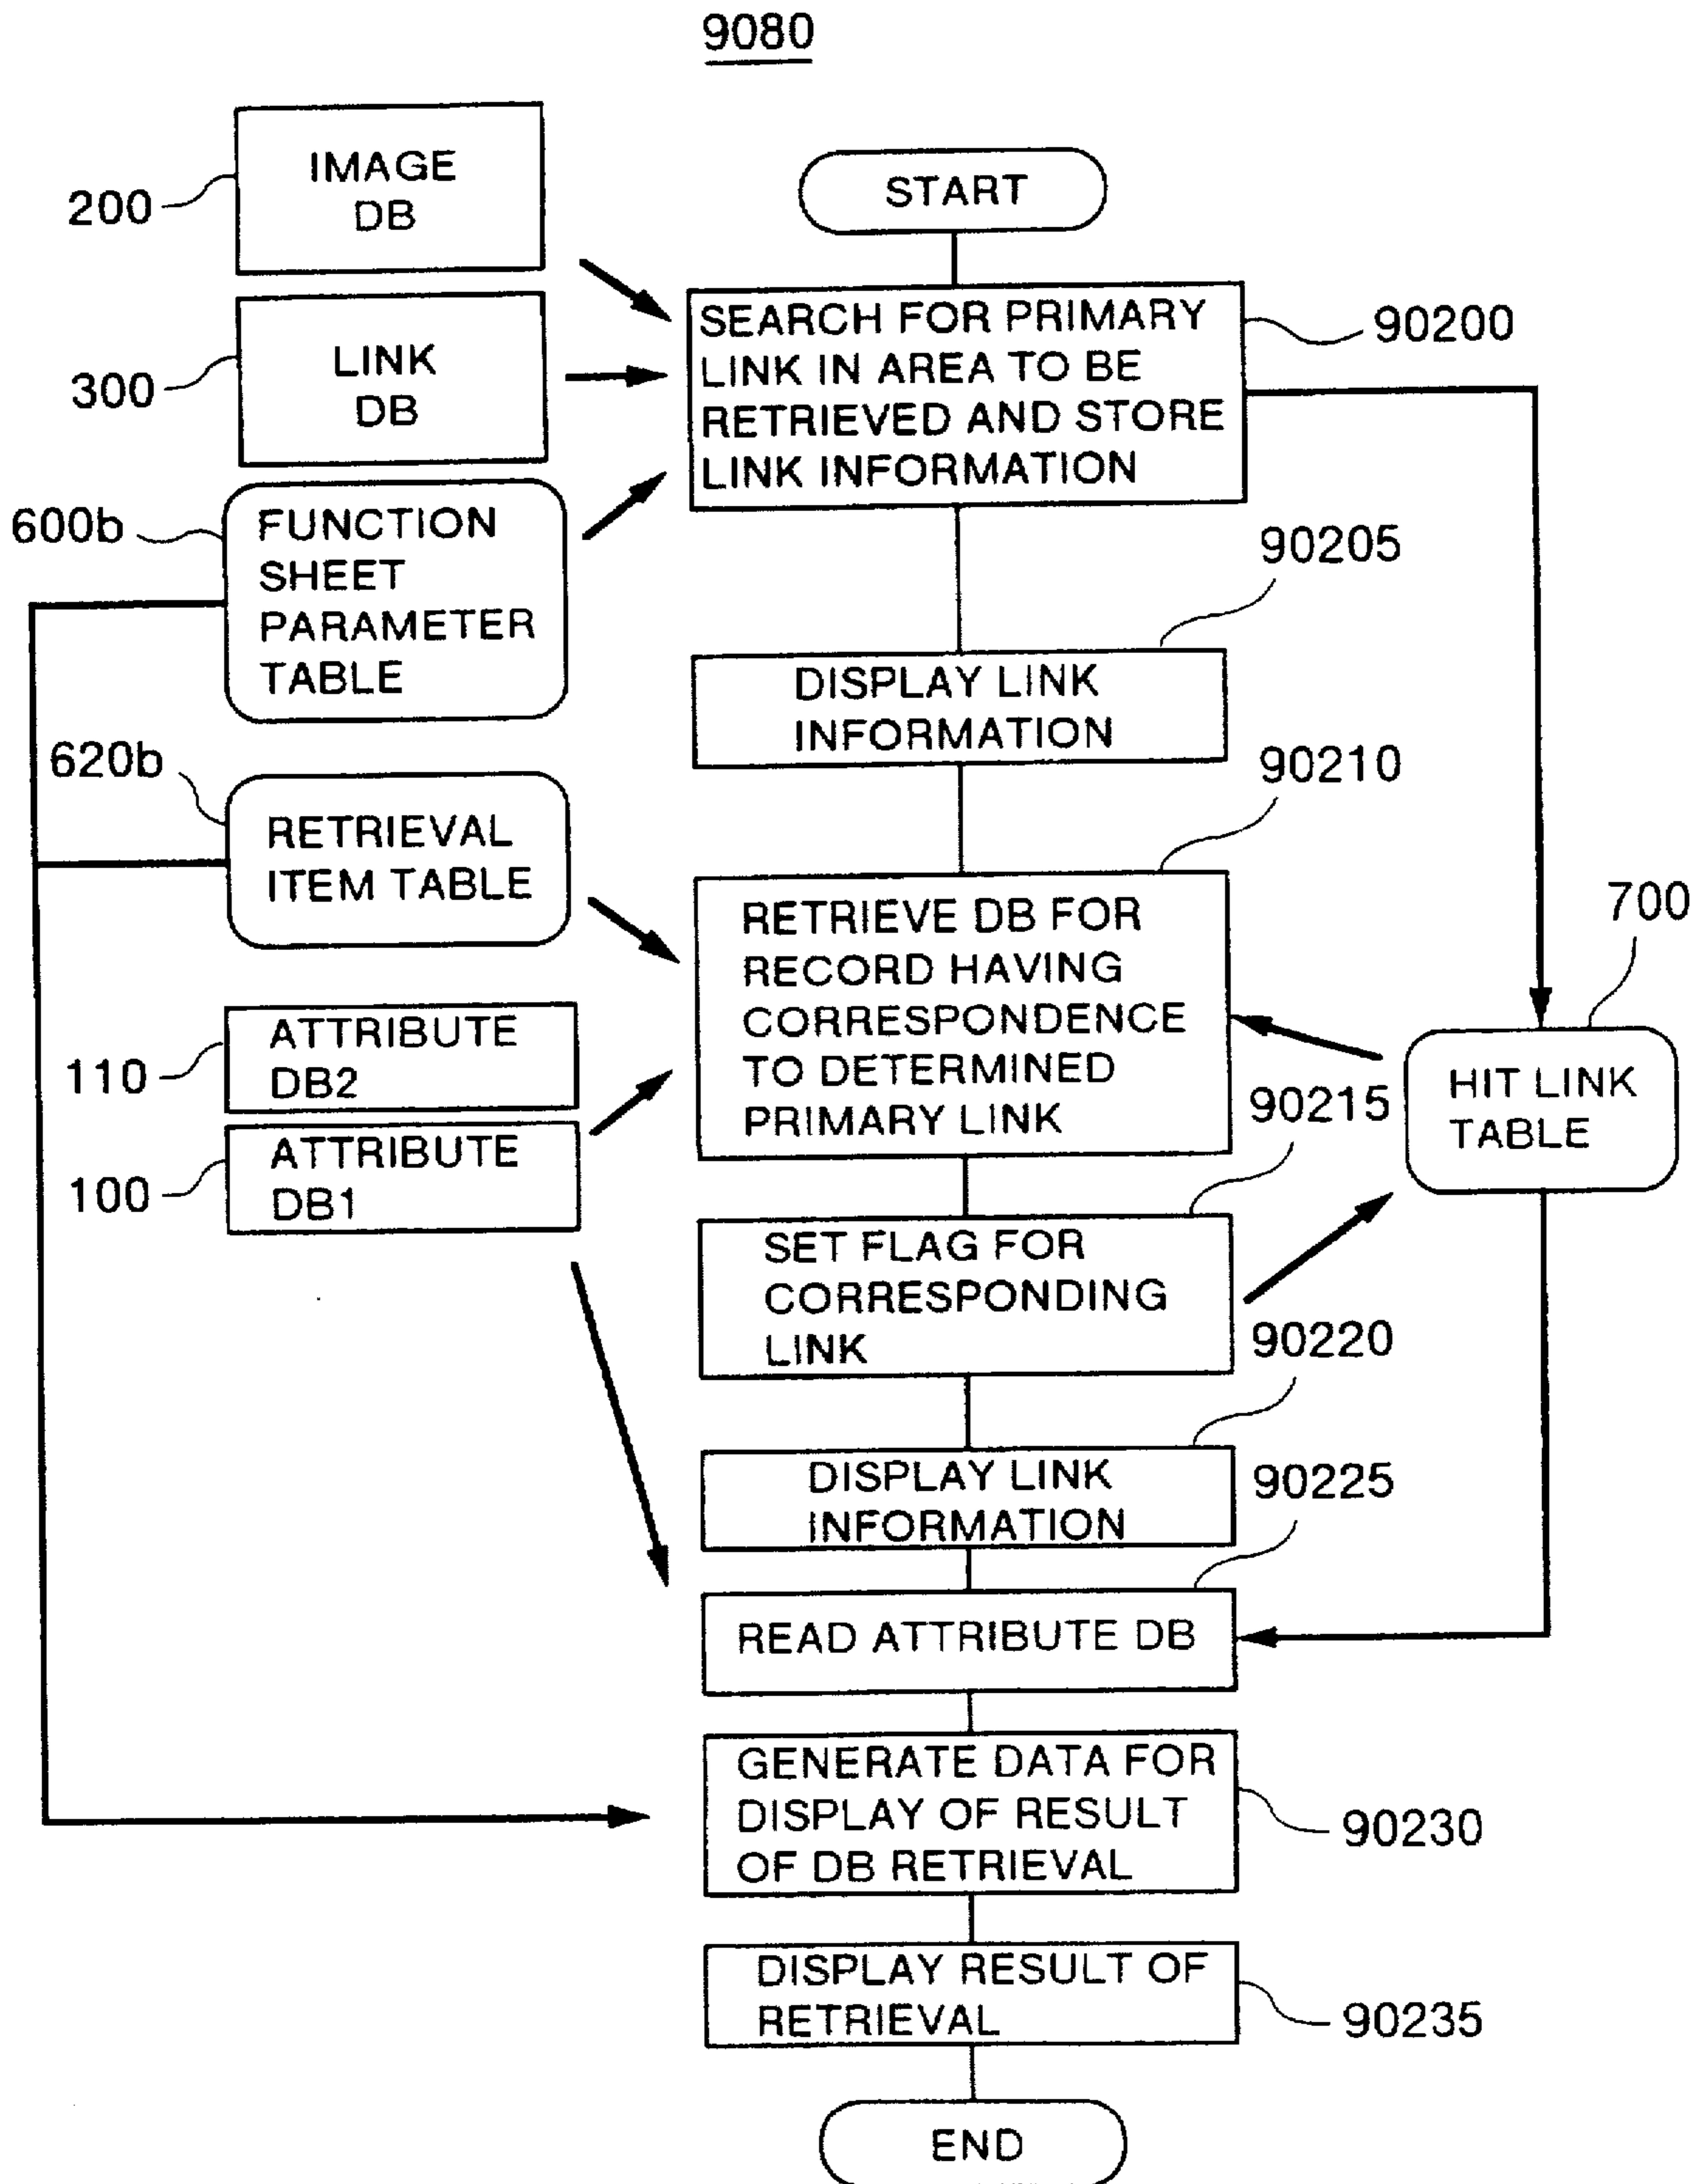 9080
IMAGE
DB
200
START
LINK
DB
300
SEARCH FOR PRIMARY
LINK IN AREA TO BE
RETRIEVED AND STORE
LINK INFORMATION
90200
600b
FUNCTION
SHEET
PARAMETER
TABLE
90205
DISPLAY LINK
INFORMATION
620b
RETRIEVAL
ITEM TABLE
90210
RETRIEVE DB FOR
RECORD HAVING
CORRESPONDENCE
TO DETERMINED
PRIMARY LINK
700
HIT LINK
TABLE
110
ATTRIBUTE
DB2
100
ATTRIBUTE
DB1
90215
SET FLAG FOR
CORRESPONDING
LINK
90220
DISPLAY LINK
INFORMATION
90225
READ ATTRIBUTE DB
GENERATE DATA FOR
DISPLAY OF RESULT
OF DB RETRIEVAL
90230
DISPLAY RESULT OF
RETRIEVAL
90235
END